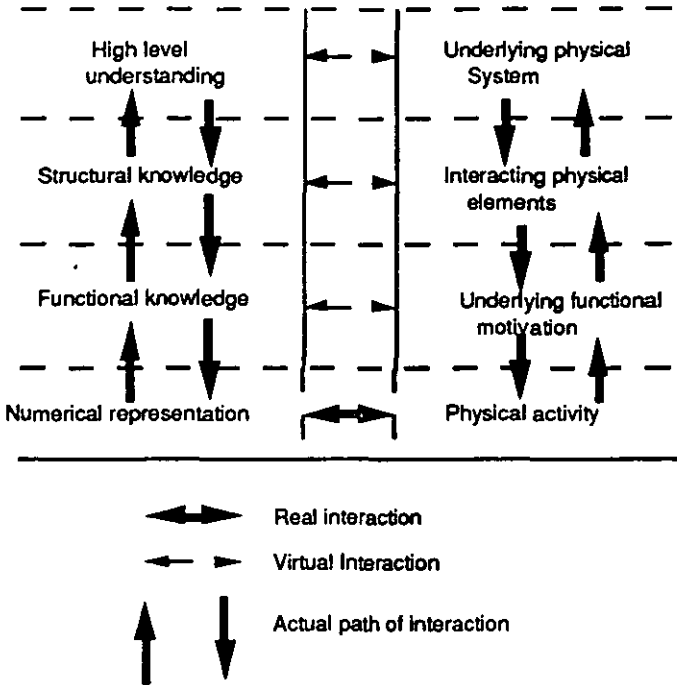 High level
understanding
Underlying physical
System
Structural knowledge
Interacting physical
elements
Functional knowledge
Underlying functional
motivation
Numerical representation
Physical activity
Real interaction
Virtual Interaction
Actual path of interaction